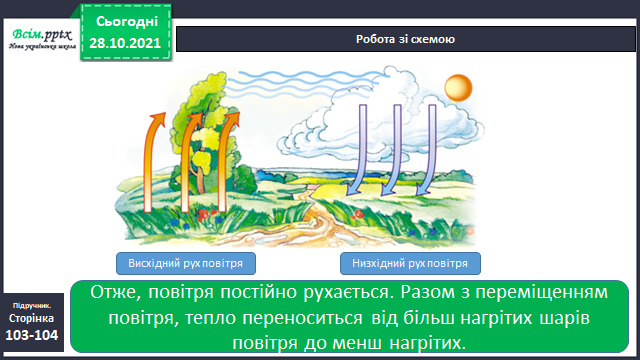 Всім.pptx
Нова українська школа
Сьогодні
28.10.2021
Робота зі схемою
Висхідний рух повітря
Низхідний рух повітря
Підручник.
Сторінка
103-104
Отже, повітря постійно рухається. Разом з переміщенням
повітря, тепло переноситься від більш нагрітих шарів
повітря до менш нагрітих.